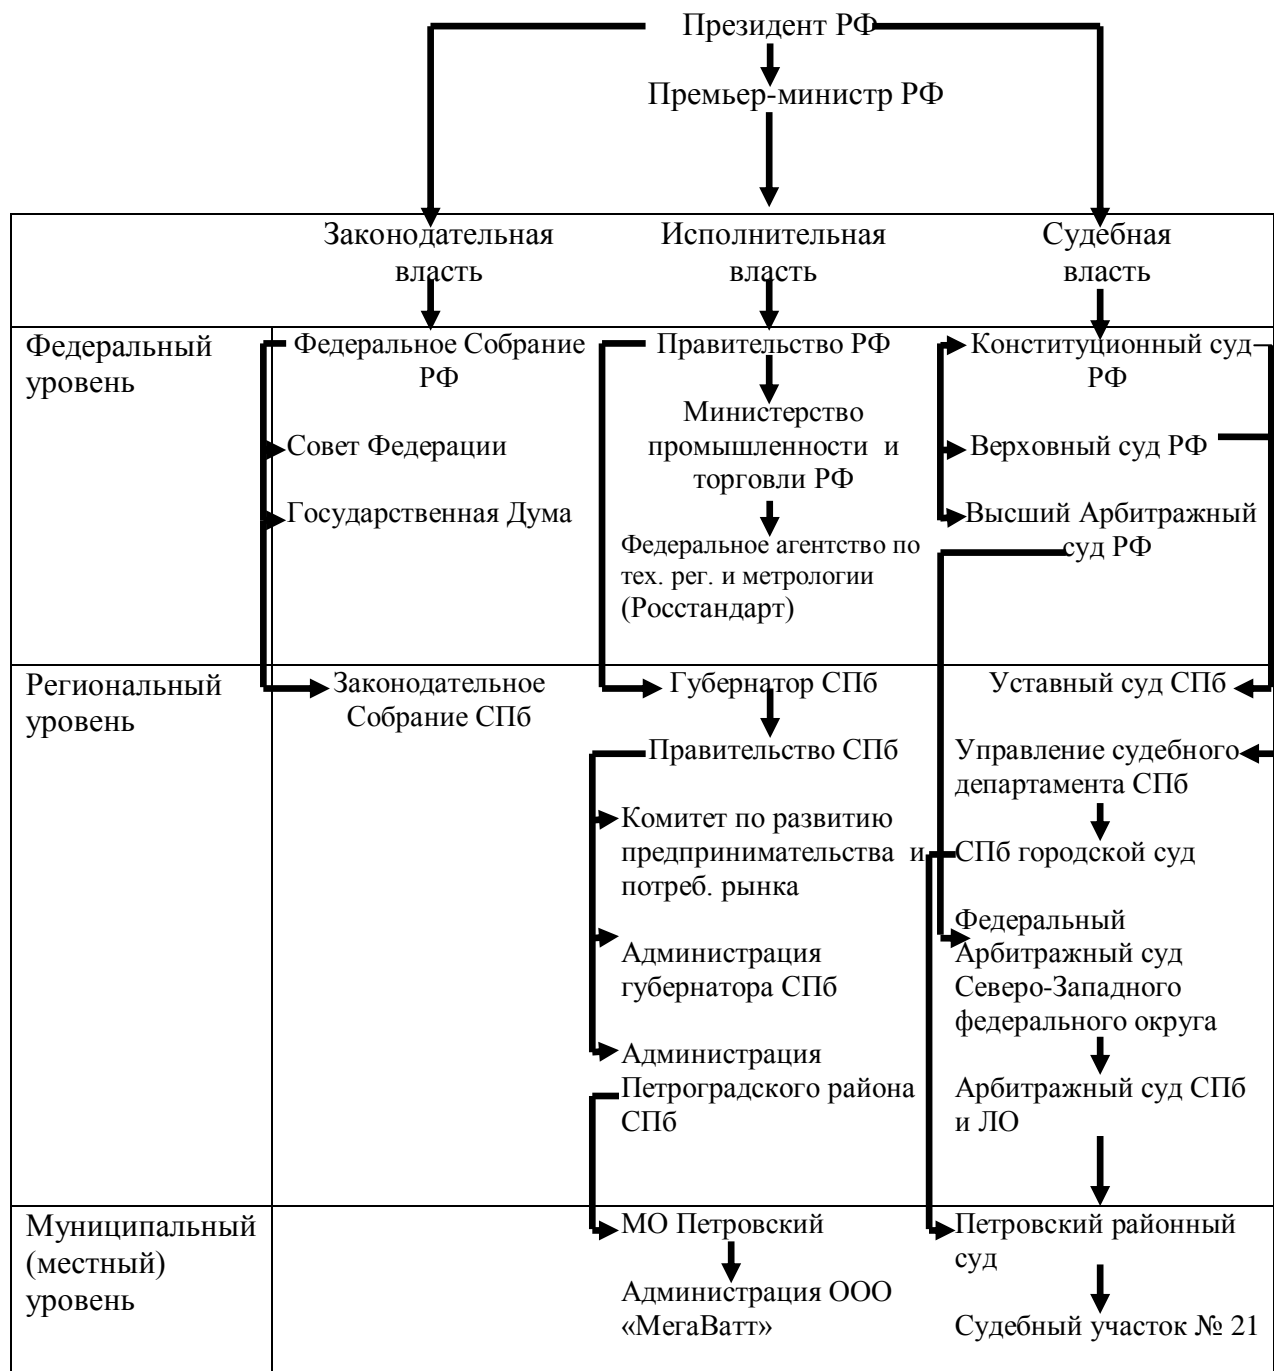 Президент РФ
Премьер-министр РФ
Законодательная
власть
Исполнительная
власть
Судебная
власть
Федеральный
уровень
Федеральное Собрание
РФ
Совет Федерации
Государственная Дума
Правительство РФ
Министерство
промышленности и
торговли РФ
Федеральное агентство по
тех. рег. и метрологии
(Росстандарт)
Конституционный суд
РФ
Верховный суд РФ
Высший Арбитражный
суд РФ
Региональный
уровень
Законодательное
Собрание СПб
Губернатор СПб
Правительство СПб
Комитет по развитию
предпринимательства и
потреб. рынка
Администрация
губернатора СПб
Администрация
Петроградского района
СПб
Уставный суд СПб
Управление судебного
департамента СПб
СПб городской суд
Федеральный
Арбитражный суд
Северо-Западного
федерального округа
Арбитражный суд СПб
и ЛО
Муниципальный
(местный)
уровень
МО Петровский
Администрация ООО
«МегаВатт»
Петровский районный
суд
Судебный участок № 21